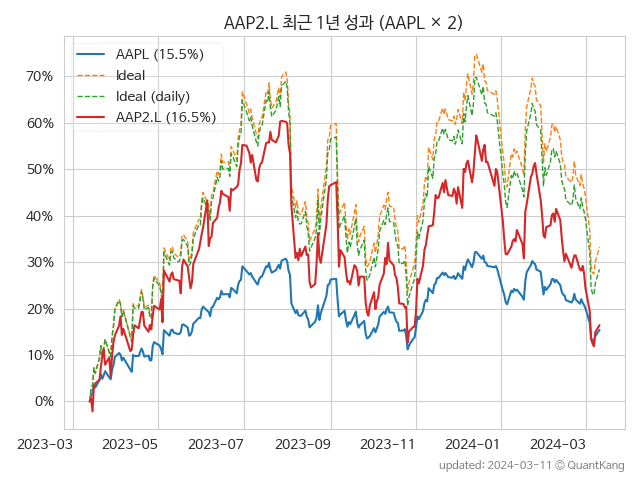 AAP2.L 최근 1년 성과 (AAPL × 2)
AAPL (15.5%)
Ideal
Ideal (daily)
AAP2.L (16.5%)
70%
60%
50%
40%
30%
20%
10%
0%
2023-03
2023-05
2023-07
2023-09
2023-11
2024-01
2024-03
updated: 2024-03-11 ⓒ QuantKang